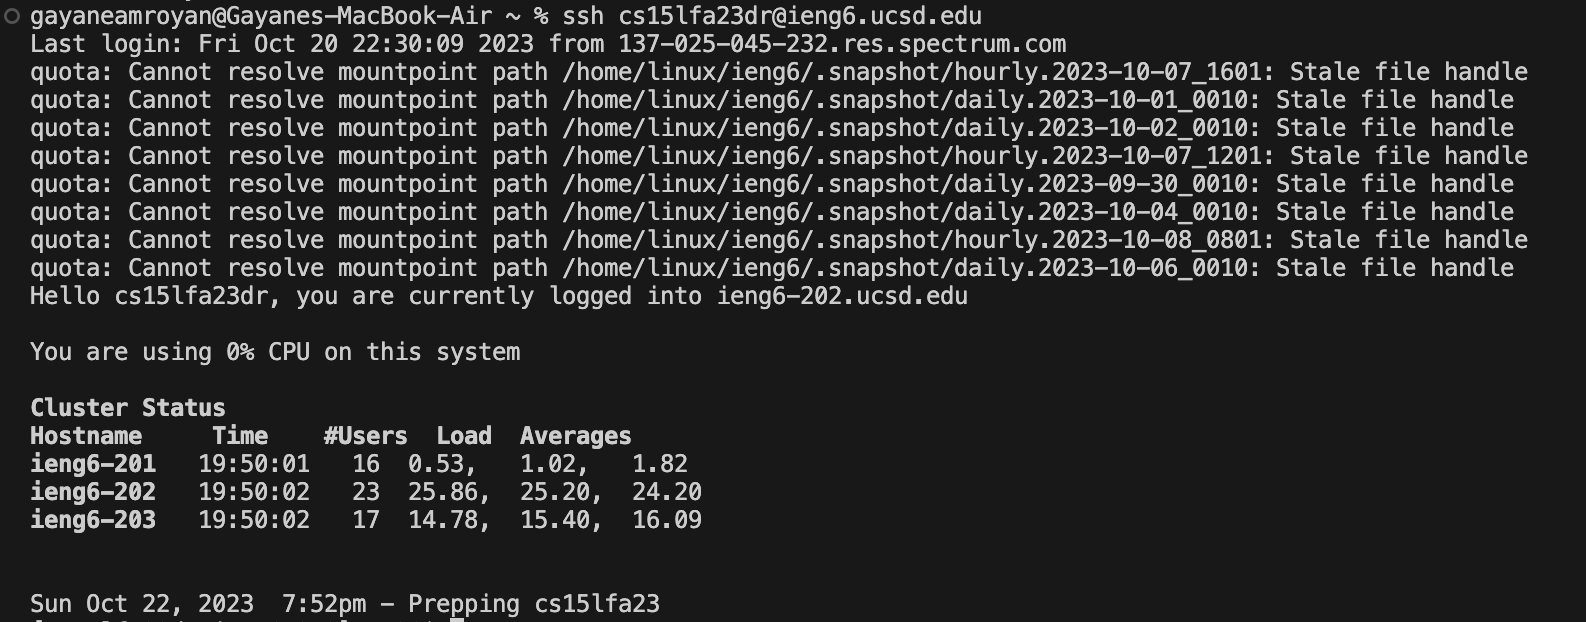 gayaneamroyan@Gayanes-MacBook-Air ~ % ssh cs15lfa23dr@ieng6.ucsd.edu
Last login: Fri Oct 20 22:30:09 2023 from 137-025-045-232.res.spectrum.com
quota: Cannot resolve mountpoint path /home/linux/ieng6/.snapshot/hourly.2023-10-07_1601: Stale file handle
quota: Cannot resolve mountpoint path /home/linux/ieng6/.snapshot/daily.2023-10-01_0010: Stale file handle
quota: Cannot resolve mountpoint path /home/linux/ieng6/.snapshot/daily.2023-10-02_0010: Stale file handle
quota: Cannot resolve mountpoint path /home/linux/ieng6/.snapshot/hourly.2023-10-07_1201: Stale file handle
quota: Cannot resolve mountpoint path /home/linux/ieng6/.snapshot/daily.2023-09-30_0010: Stale file handle
quota: Cannot resolve mountpoint path /home/linux/ieng6/.snapshot/daily.2023-10-04_0010: Stale file handle
quota: Cannot resolve mountpoint path /home/linux/ieng6/.snapshot/hourly.2023-10-08_0801: Stale file handle
quota: Cannot resolve mountpoint path /home/linux/ieng6/.snapshot/daily.2023-10-06_0010: Stale file handle
Hello cs15lfa23dr, you are currently logged into ieng6-202.ucsd.edu
You are using 0% CPU on this system
Cluster Status
Hostname     Time    #Users  Load  Averages
ieng6-201   19:50:01   16  0.53,   1.02,   1.82
ieng6-202   19:50:02   23  25.86,  25.20,  24.20
ieng6-203   19:50:02   17  14.78,  15.40,  16.09
Sun Oct 22, 2023  7:52pm - Prepping cs15lfa23